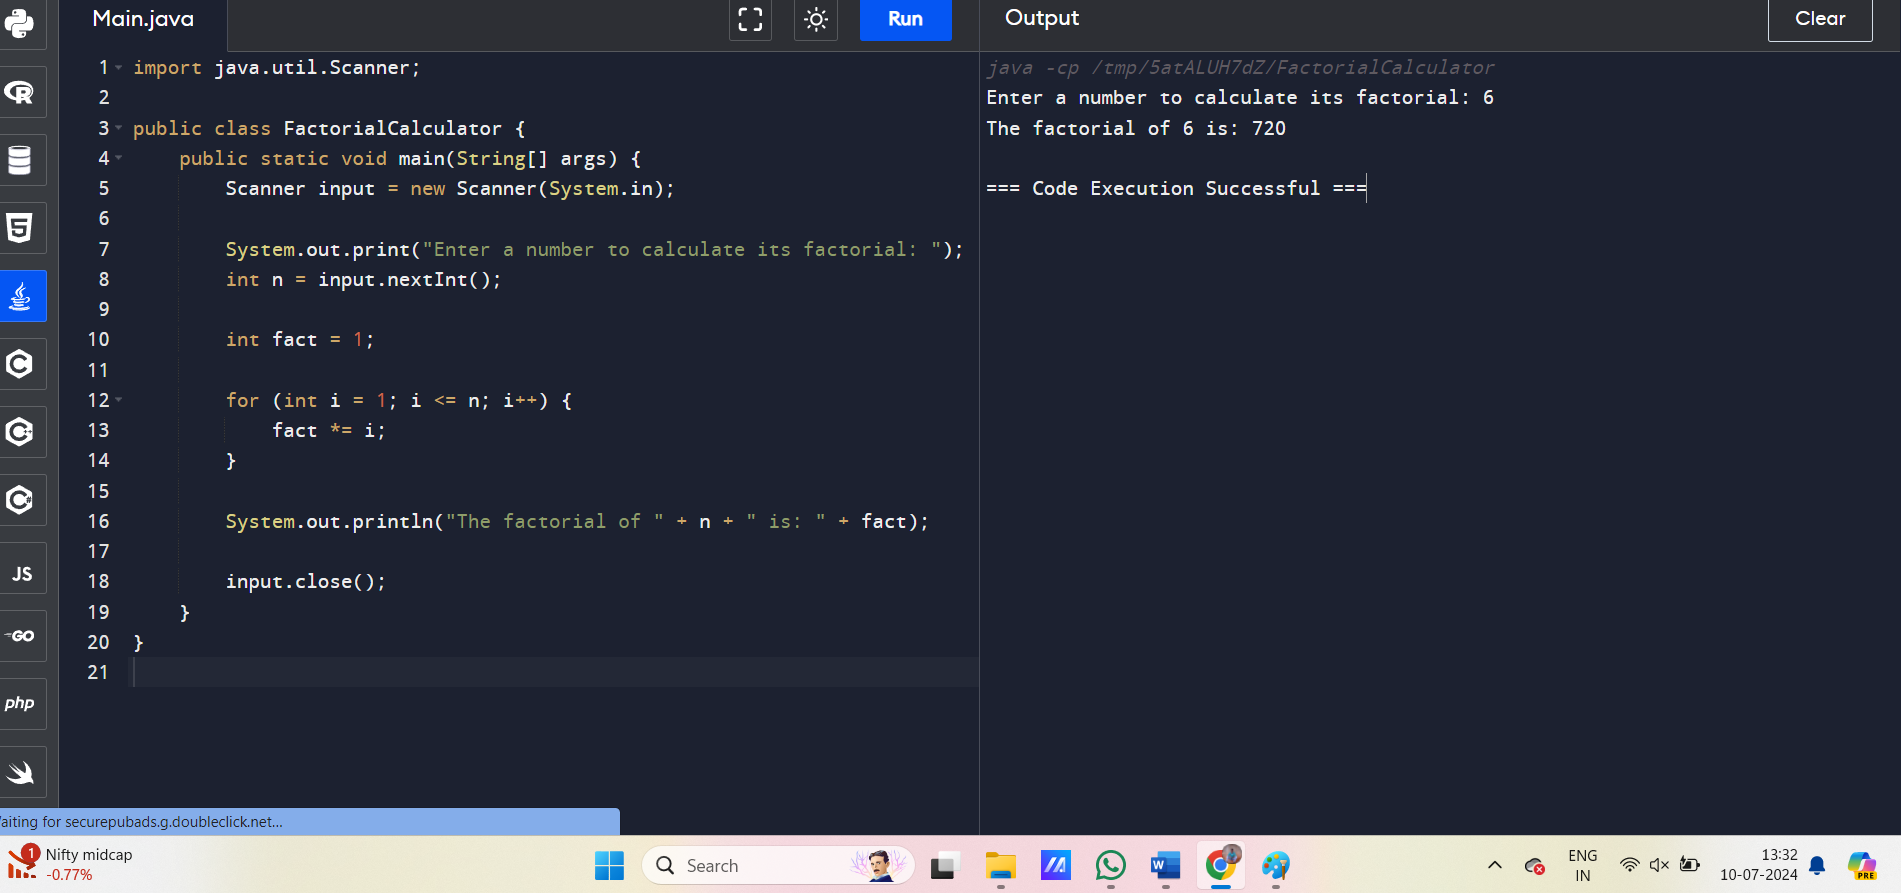 Main.java
Run
Output
Clear
1 import java.util.Scanner;
2
3 public class FactorialCalculator {
4     public static void main(String[] args) {
5         Scanner input = new Scanner(System.in);
6
7         System.out.print("Enter a number to calculate its factorial: ");
8         int n = input.nextInt();
9
10         int fact = 1;
11
12         for (int i = 1; i <= n; i++) {
13             fact *= i;
14         }
15
16         System.out.println("The factorial of " + n + " is: " + fact);
17
18         input.close();
19     }
20 }
21
java -cp /tmp/5atALUH7dZ/FactorialCalculator
Enter a number to calculate its factorial: 6
The factorial of 6 is: 720
=== Code Execution Successful ===
R
5
C
C++
C#
JS
GO
php
aiting for securepubads.g.doubleclick.net...
1
Nifty midcap
-0.77%
Search
W
ENG
IN
13:32
10-07-2024
PRE